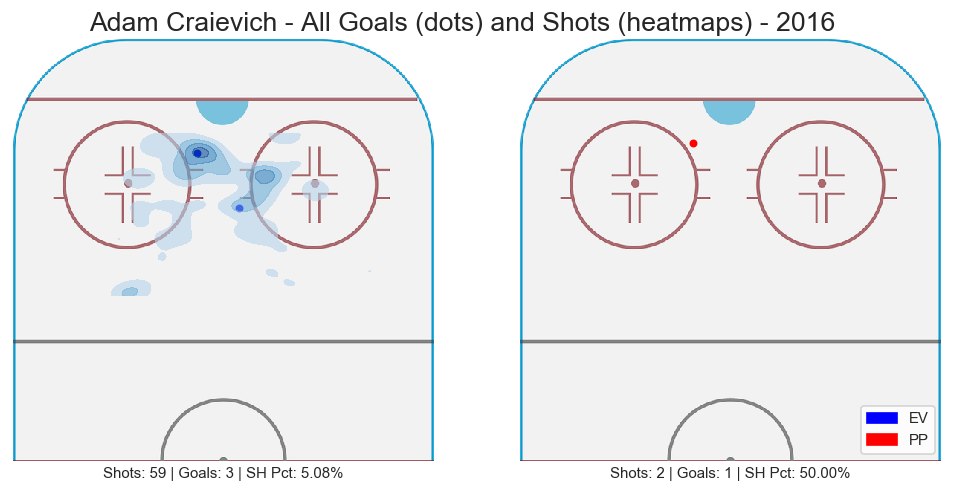 Adam Craievich - All Goals (dots) and Shots (heatmaps) - 2016
EV
PP
Shots: 59 | Goals: 3 | SH Pct: 5.08%
Shots: 2 | Goals: 1 | SH Pct: 50.00%